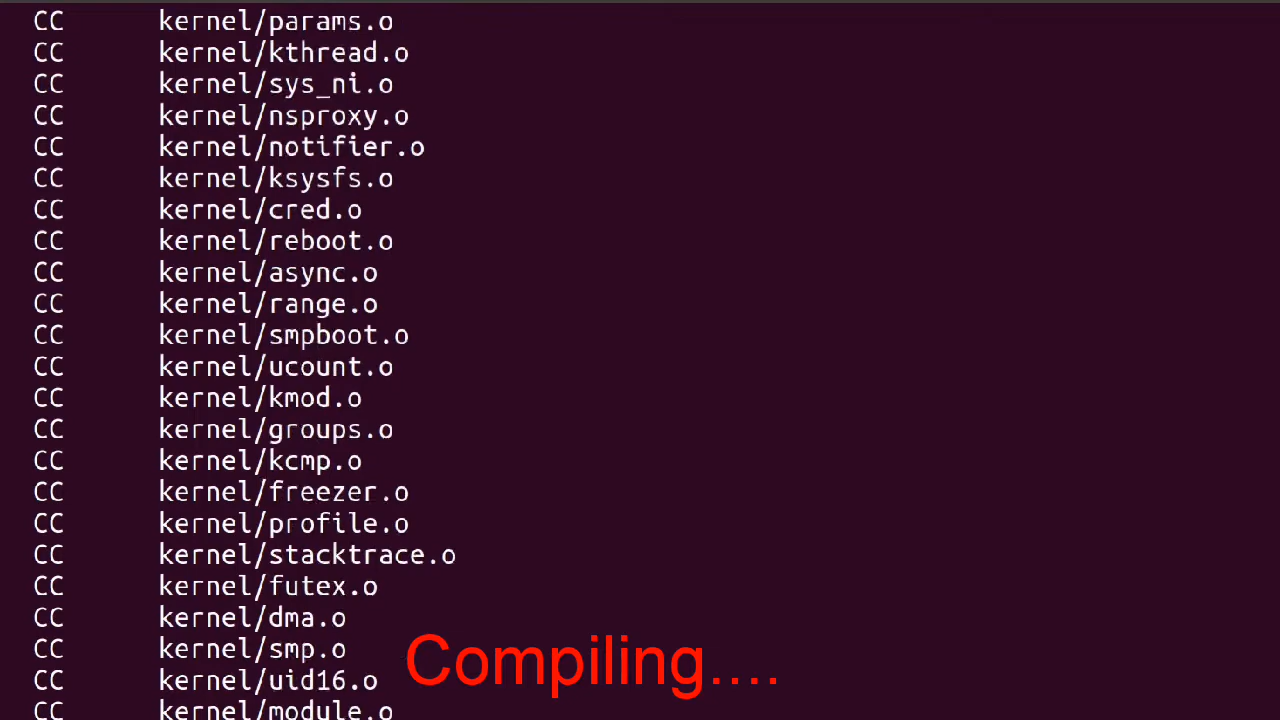 CC kernel/params.o
CC kernel/kthread.o
CC kernel/sys_ni.o
CC kernel/nsproxy.o
CC kernel/notifier.o
CC kernel/ksysfs.o
CC kernel/cred.o
CC kernel/reboot.o
CC kernel/async.o
CC kernel/range.o
CC kernel/smpboot.o
CC kernel/ucount.o
CC kernel/kmod.o
CC kernel/groups.o
CC kernel/kcmp.o
CC kernel/freezer.o
CC kernel/profile.o
CC kernel/stacktrace.o
CC kernel/futex.o
CC kernel/dma.o
CC kernel/smp.o
CC kernel/uid16.o
CC kernel/module.o
Compiling....